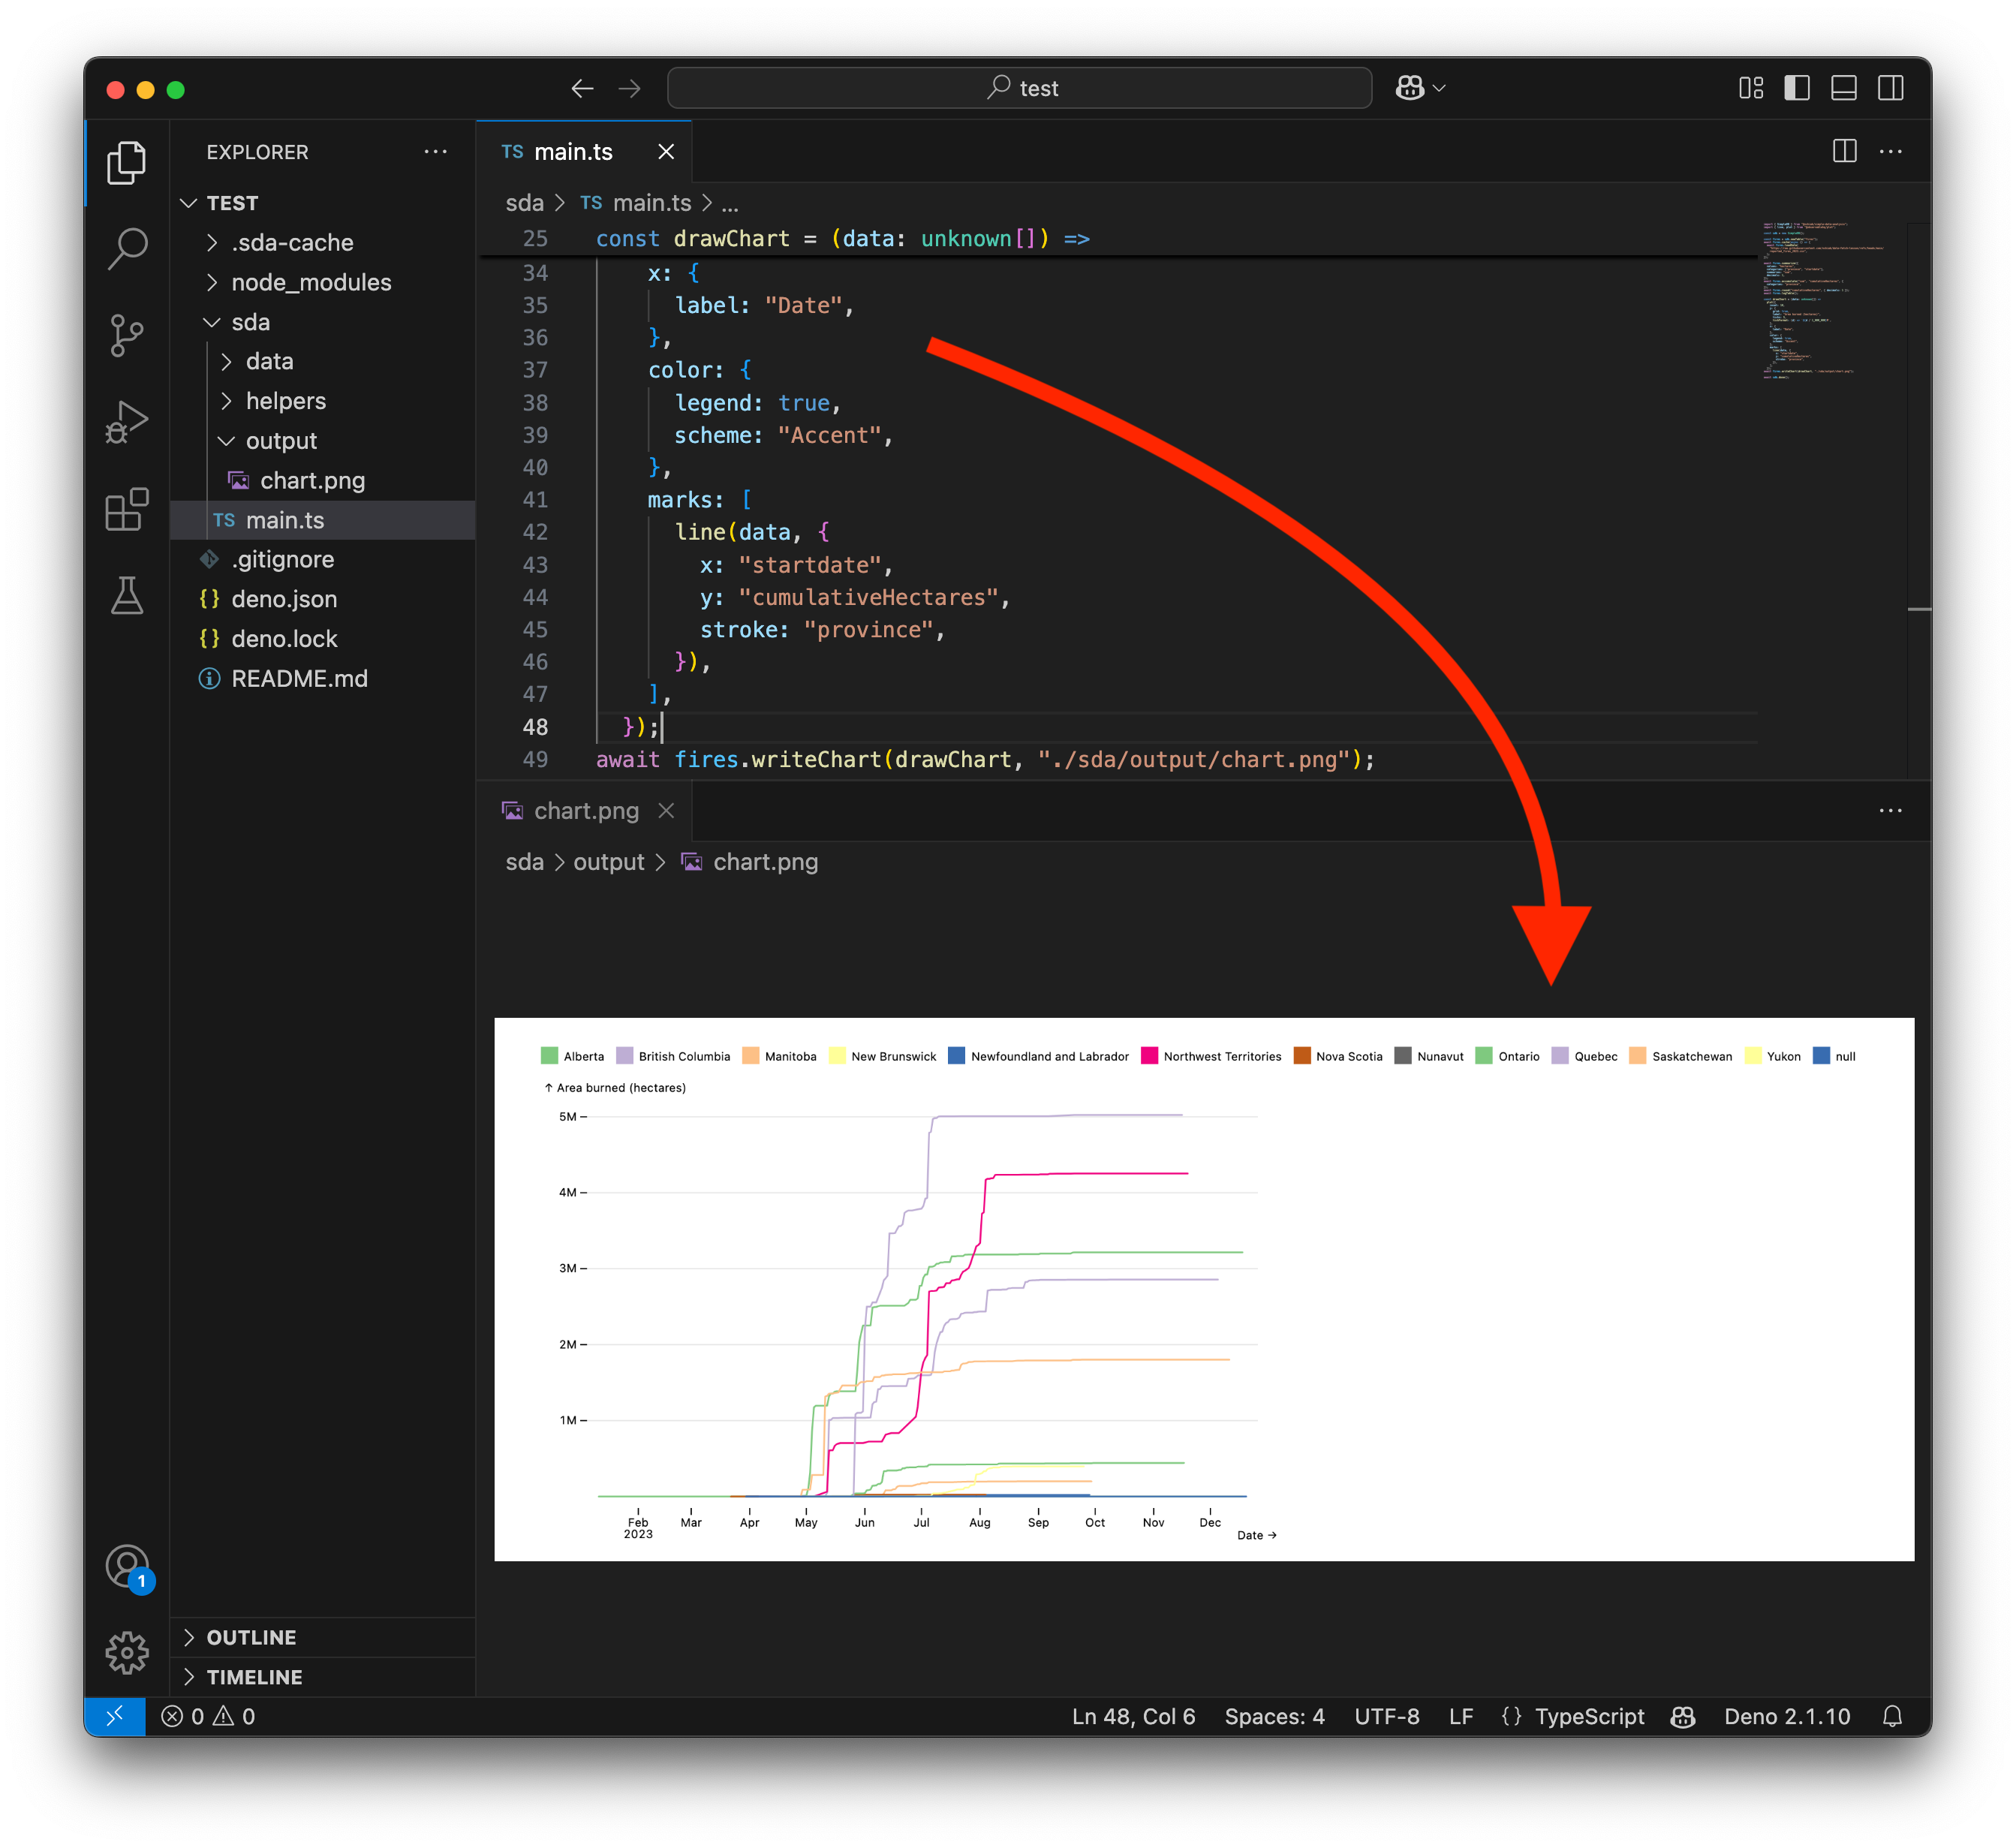 test
EXPLORER
TEST
.sda-cache
node_modules
sda
data
helpers
output
chart.png
TS main.ts
.gitignore
{} deno.json
{} deno.lock
README.md
1
OUTLINE
TIMELINE
TS main.ts
sda > TS main.ts > ...
25 const drawChart = (data: unknown[]) =>
34 x: {
35 label: "Date",
36 },
37 color: {
38 legend: true,
39 scheme: "Accent",
40 },
41 marks: [
42 line(data, {
43 x: "startdate",
44 y: "cumulativeHectares",
45 stroke: "province",
46 }),
47 ],
48 });
49 await fires.writeChart(drawChart, "./sda/output/chart.png");
chart.png
sda > output > chart.png
Alberta British Columbia Manitoba New Brunswick Newfoundland and Labrador Northwest Territories Nova Scotia Nunavut Ontario Quebec Saskatchewan Yukon null
↑ Area burned (hectares)
5M
4M
3M
2M
1M
Feb Mar Apr May Jun Jul Aug Sep Oct Nov Dec
2023
Date →
0 0
Ln 48, Col 6 Spaces: 4 UTF-8 LF {} TypeScript Deno 2.1.10